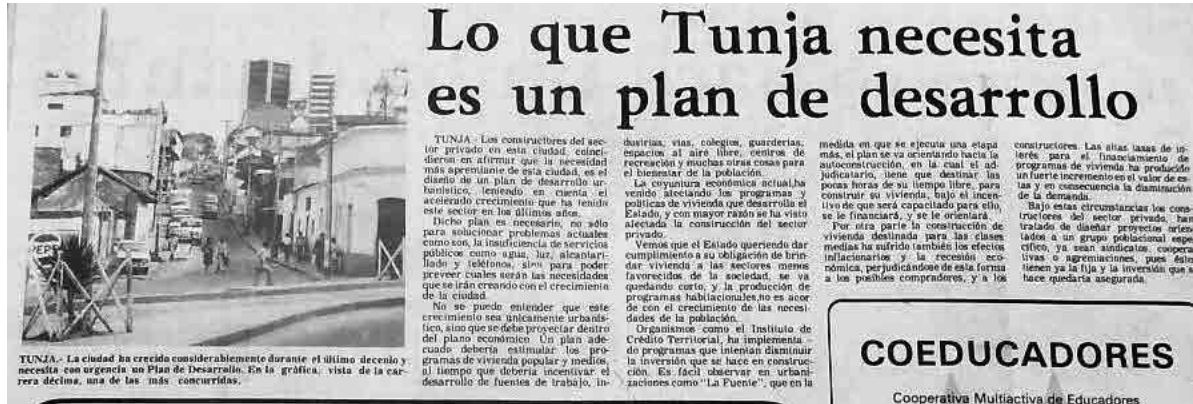 Lo que Tunja necesita
es un plan de desarrollo
PEPSI
TUNJA.- La ciudad ha crecido considerablemente durante el último decenio y
necesita con urgencia un Plan de Desarrollo. En la gráfica, vista de la car-
rera décima, una de las más concurridas.
TUNJA - Los constructores del sec-
tor privado en esta ciudad, coinci-
dieron en afirmar que la necesidad
más apremiante de esta ciudad, es el
diseño de un plan de desarrollo ur-
banístico, teniendo en cuenta el
acelerado crecimiento que ha tenido
este sector en los últimos años.
Dicho plan es necesario, no sólo
para solucionar problemas actuales
como son, la insuficiencia de servicios
públicos como agua, luz, alcantari-
llado y teléfonos, sino para poder
preveer cuales serán las necesidades
que se irán creando con el crecimiento
de la ciudad.
No se puede entender que este
crecimiento sea únicamente urbanís-
tico, sino que se debe proyectar dentro
del plano económico. Un plan ade-
cuado debería estimular los pro-
gramas de vivienda popular y medios,
al tiempo que debería incentivar el
desarrollo de fuentes de trabajo, in-
dustrias, vías, colegios, guarderías,
espacios al aire libre, centros de
recreación y muchas otras cosas para
el bienestar de la población.
La coyuntura económica actual,ha
venido afectando los programas y
políticas de vivienda que desarrolla el
Estado, y con mayor razón se ha visto
afectada la construcción del sector
privado.
Vemos que el Estado queriendo dar
cumplimiento a su obligación de brin-
dar vivienda a las sectores menos
favorecidos de la sociedad, se va
quedando corto, y la producción de
programas habitacionales,no es acor
de con el crecimiento de las necesi-
dades de la población.
Organismos como el Instituto de
Crédito Territorial, ha implementa
do programas que intentan disminuir
la inversión que se hace en construc-
ción. Es fácil observar en urbani-
zaciones como "La Fuente", que en la
medida en que se ejecuta una etapa
más, el plan se va orientando hacia la
autoconstrucción, en la cual el ad-
judicatario, tiene que destinar las
pocas horas de su tiempo libre, para
construir su vivienda, bajo el incen-
tivo de que será capacitado para ello,
se le financiará, y se le orientará.
Por otra parte la construcción de
vivienda destinada para las clases
medias ha sufrido también los efectos
inflacionarios y la recesión eco-
nómica, perjudicándose de esta forma
a los posibles compradores, y a los
constructores. Las altas tasas de in-
terés para el financiamiento de
programas de vivienda ha producido
un fuerte incremento en el valor de es-
tas y en consecuencia la disminución
de la demanda.
Bajo estas circunstancias los cons-
tructores del sector privado, han
tratado de diseñar proyectos orien-
tados a un grupo poblacional espe
cífico, ya sean sindicatos, coopera-
tivas o agremiaciones, pues éstos
tienen ya la fija y la inversión que se
hace quedaría asegurada.
COEDUCADORES
Cooperativa Multiactiva de Educadores